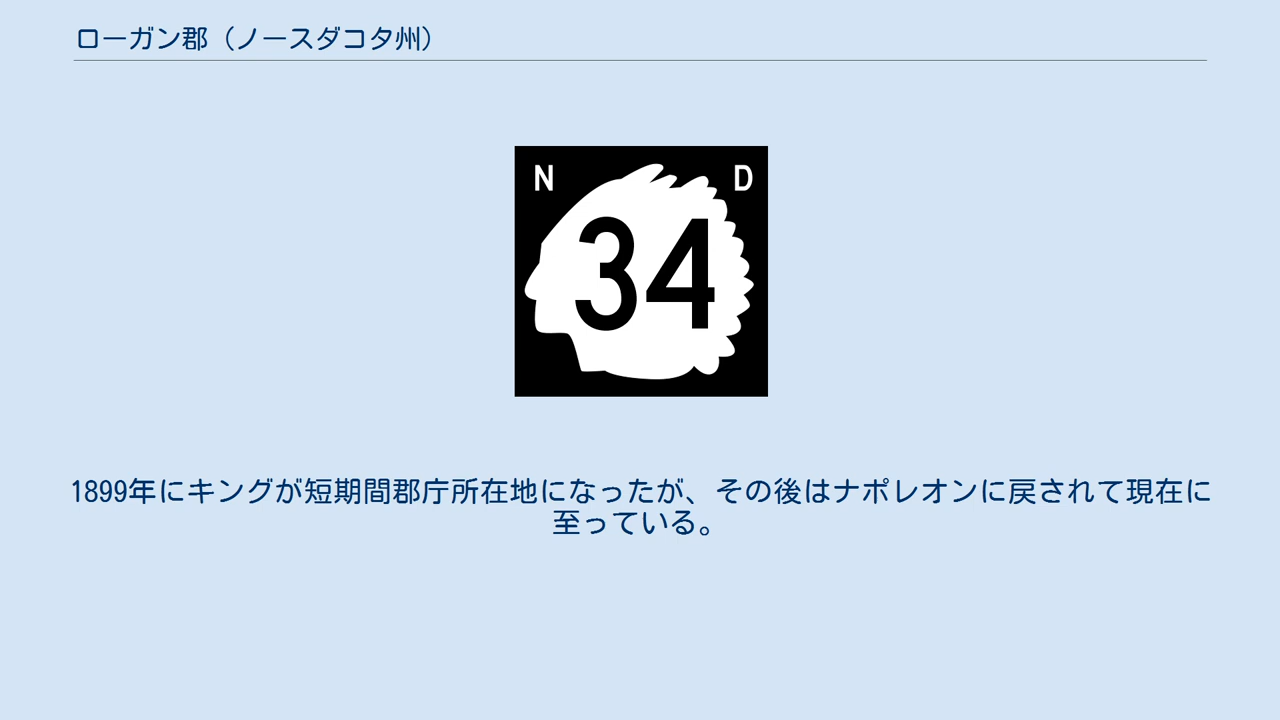 ローガン郡（ノースダコタ州）
N D
34
1899年にキングが短期間郡庁所在地になったが、その後はナポレオンに戻されて現在に
至っている。